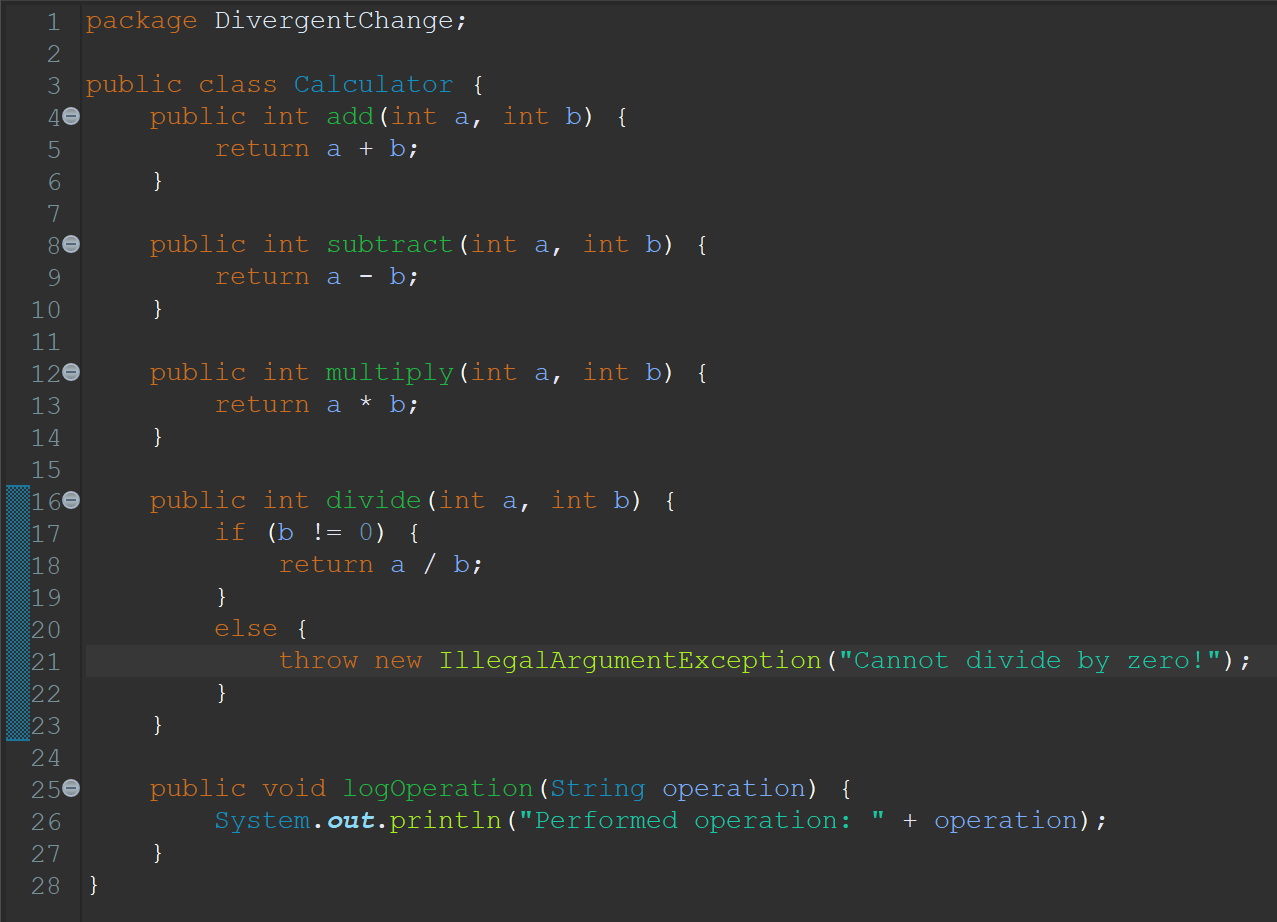 1 package DivergentChange;
2
3 public class Calculator {
4     public int add(int a, int b) {
5         return a + b;
6     }
7
8     public int subtract(int a, int b) {
9         return a - b;
10     }
11
12     public int multiply(int a, int b) {
13         return a * b;
14     }
15
16     public int divide(int a, int b) {
17         if (b != 0) {
18             return a / b;
19         }
20         else {
21             throw new IllegalArgumentException("Cannot divide by zero!");
22         }
23     }
24
25     public void logOperation(String operation) {
26         System.out.println("Performed operation: " + operation);
27     }
28 }